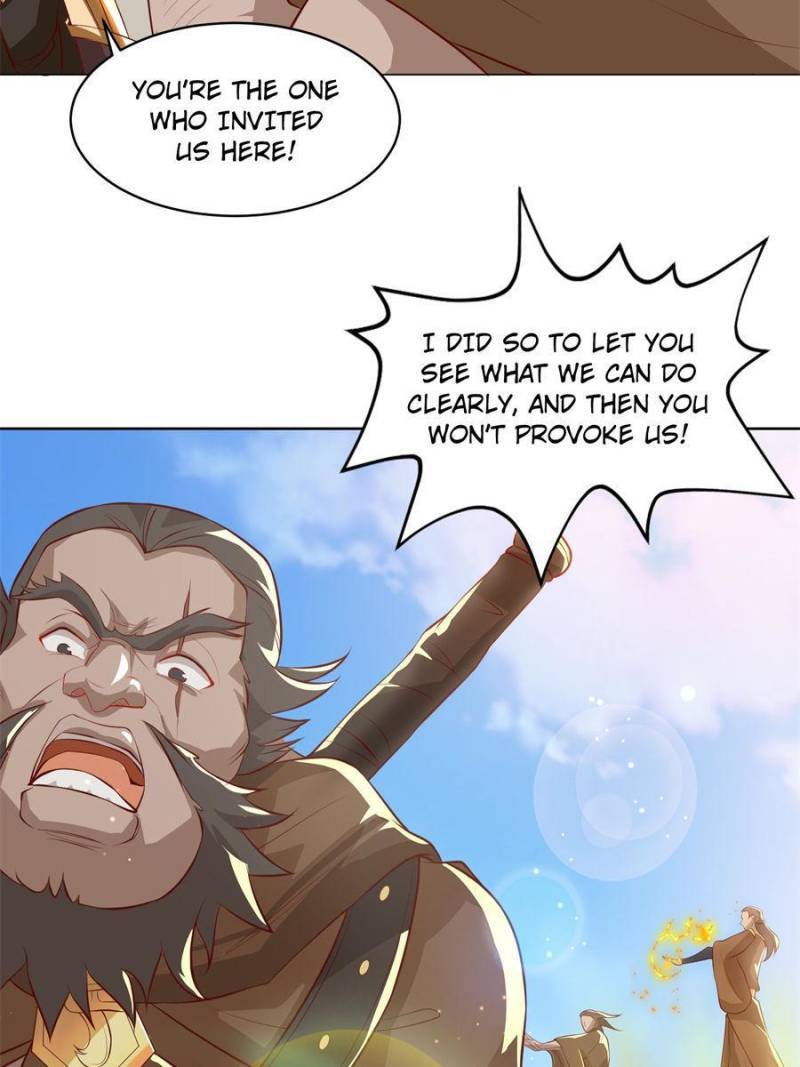 YOU'RE THE ONE
WHO INVITED
US HERE!
I DID SO TO LET YOU
SEE WHAT WE CAN DO
CLEARLY, AND THEN YOU
WON'T PROVOKE US!